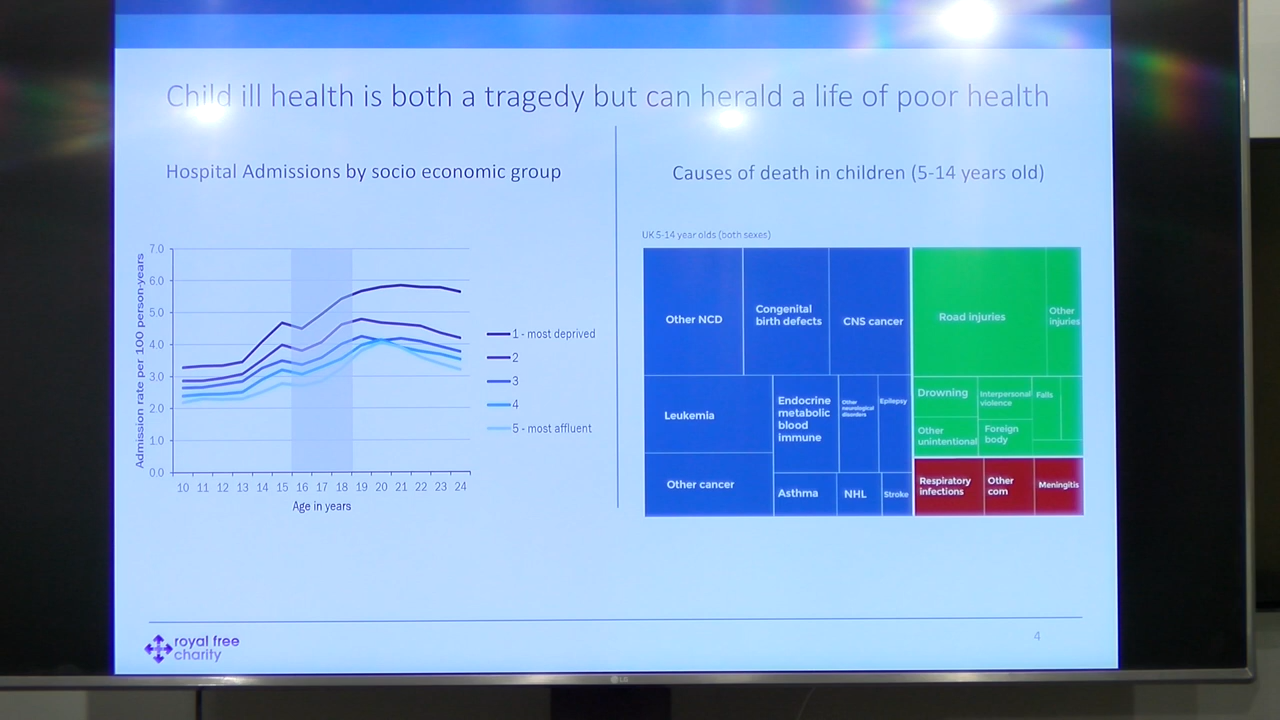 Child ill health is both a tragedy but can herald a life of poor health
Hospital Admissions by socio economic group
Admission rate per 100 person-years
7.0
6.0
5.0
4.0
3.0
2.0
1.0
0.0
10 11 12 13 14 15 16 17 18 19 20 21 22 23 24
Age in years
1 - most deprived
2
3
4
5 - most affluent
Causes of death in children (5-14 years old)
UK 5-14 year olds (both sexes)
Other NCD
Congenital
birth defects
CNS cancer
Road injuries
Other
injuries
Leukemia
Endocrine
metabolic
blood
immune
Other
neurological
disorders
Epilepsy
Drowning
Interpersonal
violence
Falls
Other
unintentional
Foreign
body
Other cancer
Asthma
NHL
Stroke
Respiratory
infections
Other
com
Meningitis
royal free
charity
4
LG